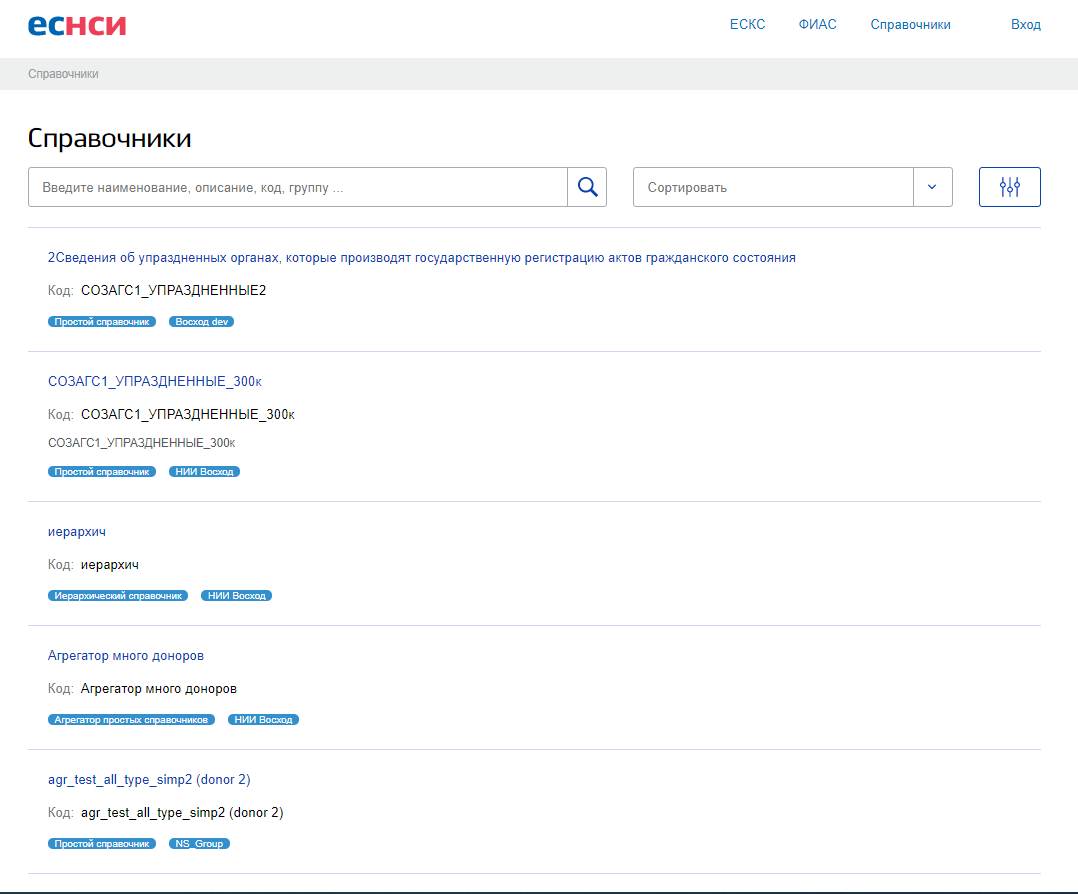 еснси
ЕСКС ФИАС Справочники Вход
Справочники
Справочники
Введите наименование, описание, код, группу ...
Сортировать
2Сведения об упраздненных органах, которые производят государственную регистрацию актов гражданского состояния
Код: СОЗАГС1_УПРАЗДНЕННЫЕ2
Простой справочник Восход dev
СОЗАГС1_УПРАЗДНЕННЫЕ_300к
Код: СОЗАГС1_УПРАЗДНЕННЫЕ_300к
СОЗАГС1_УПРАЗДНЕННЫЕ_300к
Простой справочник НИИ Восход
иерархич
Код: иерархич
Иерархический справочник НИИ Восход
Агрегатор много доноров
Код: Агрегатор много доноров
Агрегатор простых справочников НИИ Восход
agr_test_all_type_simp2 (donor 2)
Код: agr_test_all_type_simp2 (donor 2)
Простой справочник NS_Group